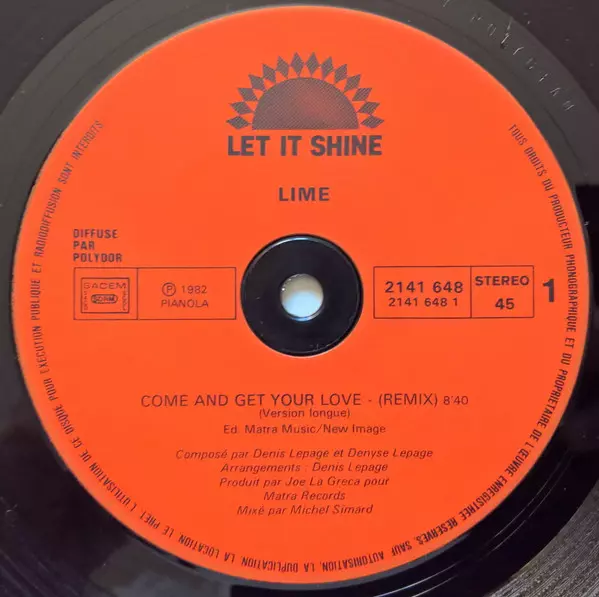 LET IT SHINE
LIME
DIFFUSE
PAR
POLYDOR
SACEM
SDRM
℗ 1982
PIANOLA
2141 648
2141 648 1
STEREO
45
1
COME AND GET YOUR LOVE - (REMIX) 8'40
(Version longue)
Ed. Matra Music/New Image
Composé par Denis Lepage et Denyse Lepage
Arrangements : Denis Lepage
Produit par Joe La Greca pour
Matra Records
Mixé par Michel Simard
TOUS DROITS DU PRODUCTEUR PHONOGRAPHIQUE ET DU PROPRIETAIRE DE L'ŒUVRE ENREGISTREE RESERVES. SAUF AUTORISATION, LA DUPLICATION, LA LOCATION, LE PRET, L'UTILISATION DE CE DISQUE POUR EXECUTION PUBLIQUE ET RADIODIFFUSION SONT INTERDITS